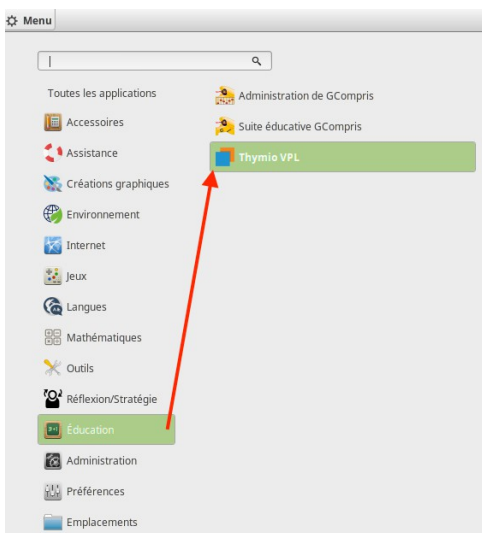 Menu
Toutes les applications
Accessoires
Assistance
Créations graphiques
Environnement
Internet
Jeux
Langues
Mathématiques
Outils
Réflexion/Stratégie
Éducation
Administration
Préférences
Emplacements
Administration de GCompris
Suite éducative GCompris
Thymio VPL